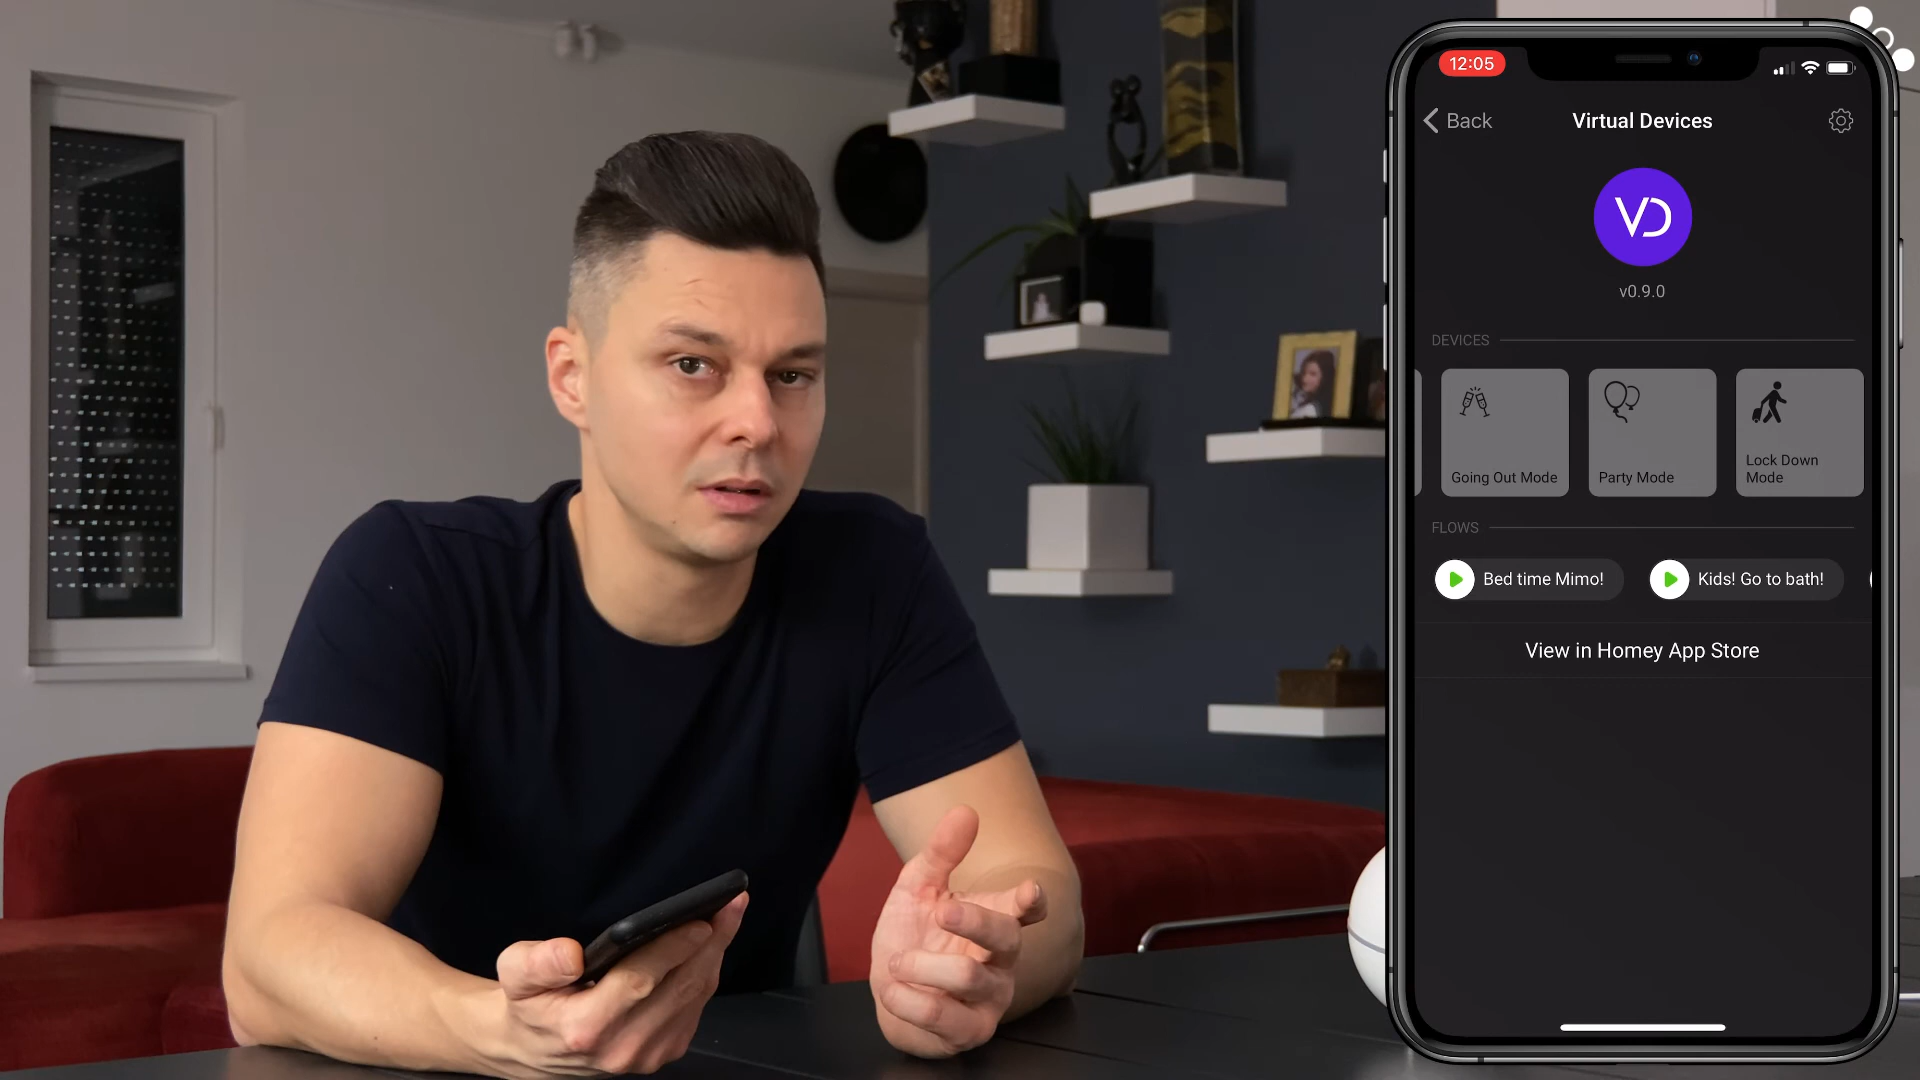 12:05
Back
Virtual Devices
VD
v0.9.0
DEVICES
Going Out Mode
Party Mode
Lock Down
Mode
FLOWS
Bed time Mimo!
Kids! Go to bath!
View in Homey App Store